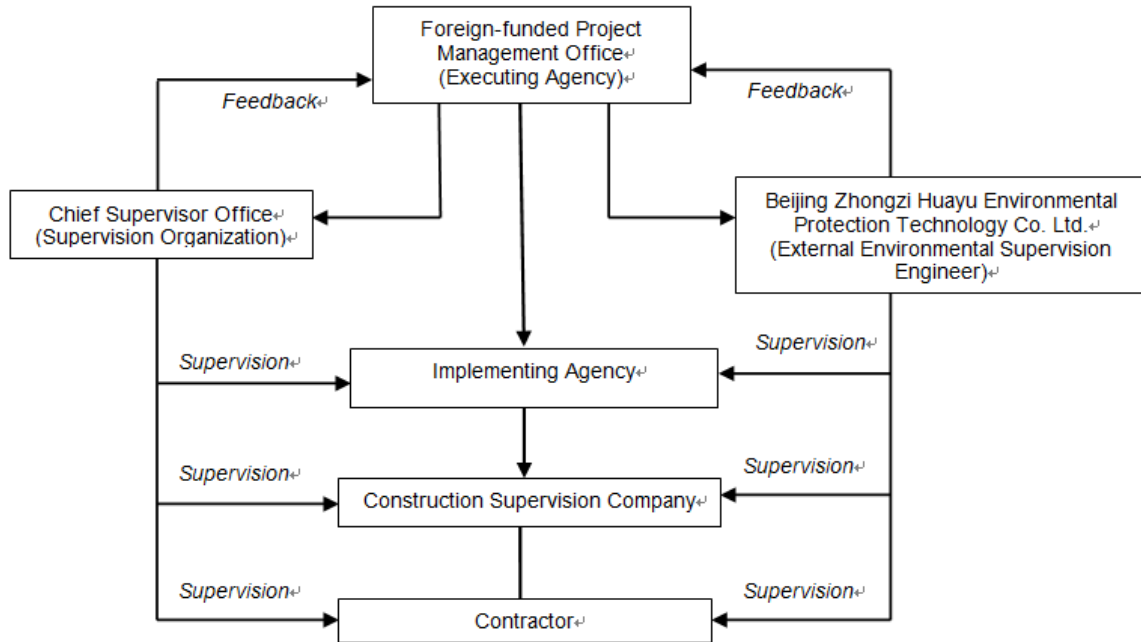 Foreign-funded Project
Management Office
(Executing Agency)
Feedback
Feedback
Chief Supervisor Office
(Supervision Organization)
Beijing Zhongzi Huayu Environmental
Protection Technology Co. Ltd.
(External Environmental Supervision
Engineer)
Supervision
Supervision
Implementing Agency
Supervision
Supervision
Construction Supervision Company
Supervision
Supervision
Contractor